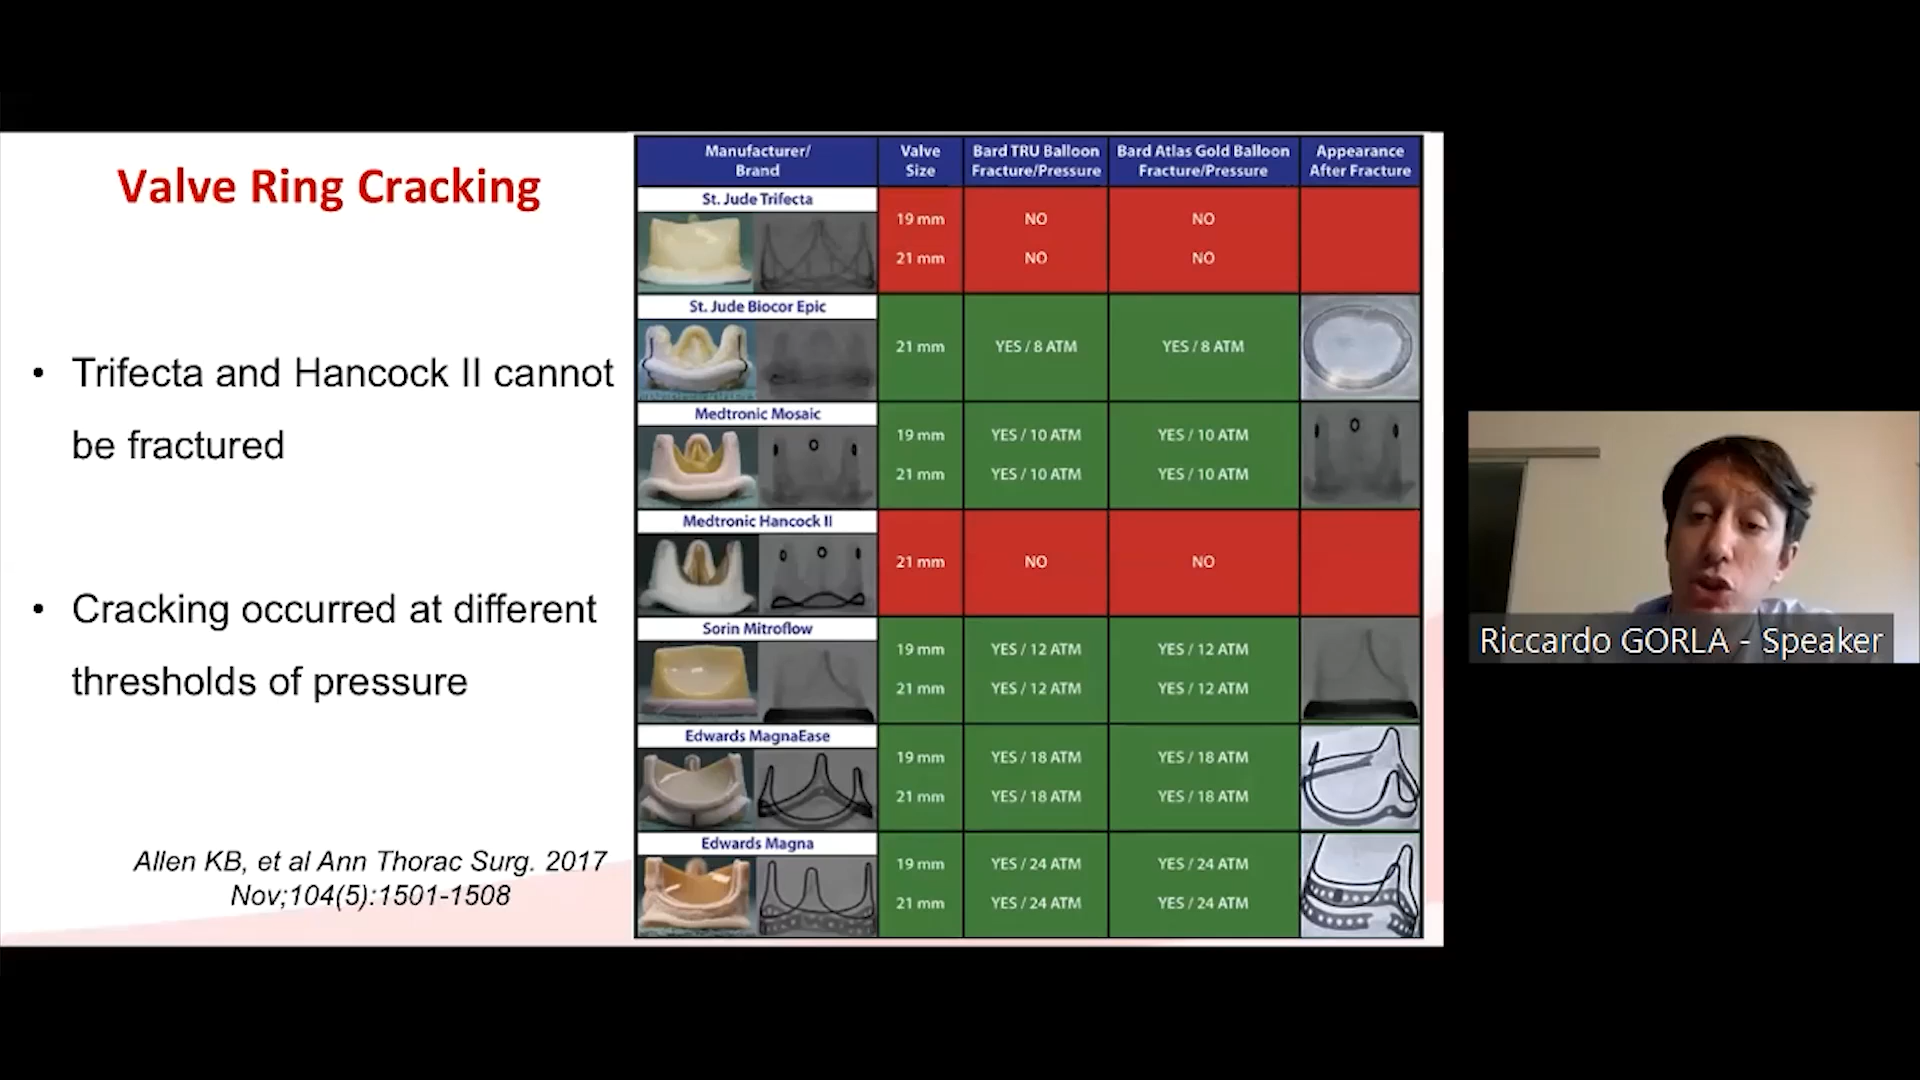 Valve Ring Cracking
• Trifecta and Hancock II cannot
be fractured
• Cracking occurred at different
thresholds of pressure
Allen KB, et al Ann Thorac Surg. 2017
Nov;104(5):1501-1508
Manufacturer/
Brand
Valve
Size
Bard TRU Balloon
Fracture/Pressure
Bard Atlas Gold Balloon
Fracture/Pressure
Appearance
After Fracture
St. Jude Trifecta
19 mm NO NO
21 mm NO NO
St. Jude Biocor Epic
21 mm YES / 8 ATM YES / 8 ATM
Medtronic Mosaic
19 mm YES / 10 ATM YES / 10 ATM
21 mm YES / 10 ATM YES / 10 ATM
Medtronic Hancock II
21 mm NO NO
Sorin Mitroflow
19 mm YES / 12 ATM YES / 12 ATM
21 mm YES / 12 ATM YES / 12 ATM
Edwards MagnaEase
19 mm YES / 18 ATM YES / 18 ATM
21 mm YES / 18 ATM YES / 18 ATM
Edwards Magna
19 mm YES / 24 ATM YES / 24 ATM
21 mm YES / 24 ATM YES / 24 ATM
Riccardo GORLA - Speaker